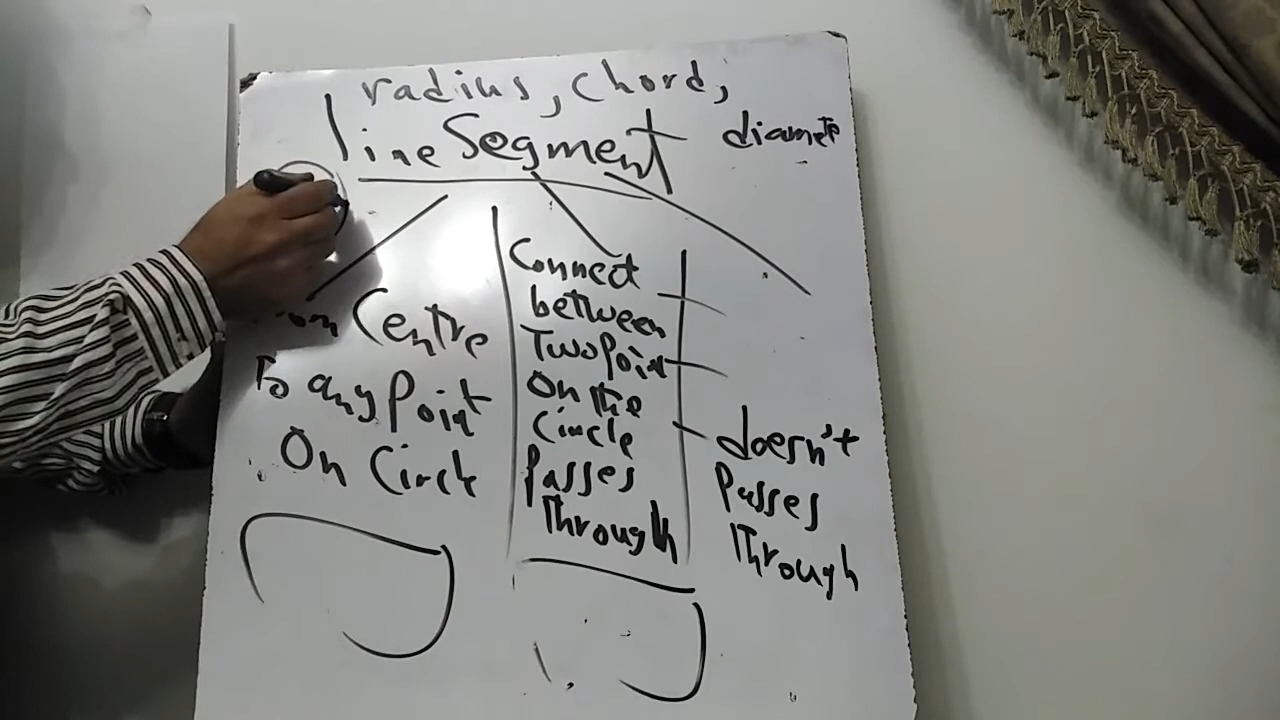 radius, chord,
line Segment
diamete
Centre
To any Point
On Circle
Connect
between
Two Point
On the
Circle
Passes
Through
doesn't
Passes
Through